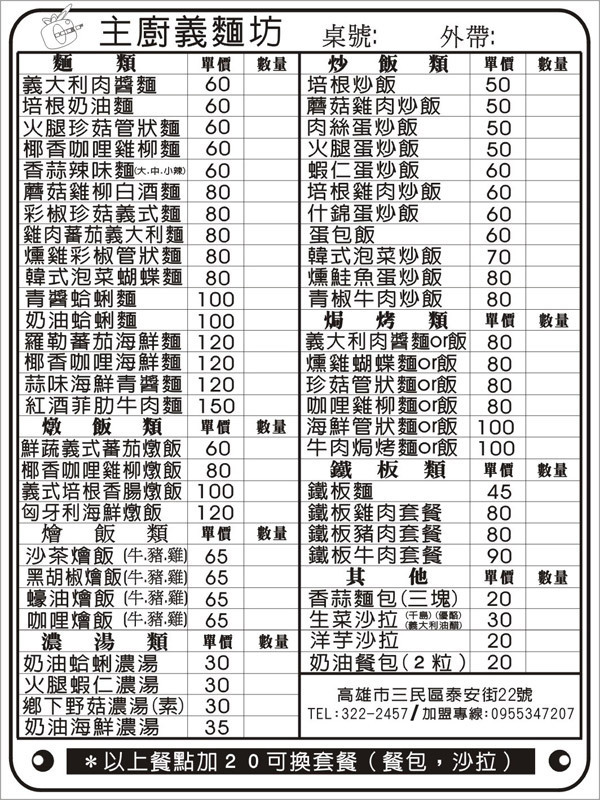 主廚義麵坊 桌號: 外帶:
麵類 單價 數量
義大利肉醬麵 60
培根奶油麵 60
火腿珍菇管狀麵 60
椰香咖哩雞柳麵 60
香蒜辣味麵(大.中.小辣) 60
蘑菇雞柳白酒麵 80
彩椒珍菇義式麵 80
雞肉蕃茄義大利麵 80
燻雞彩椒管狀麵 80
韓式泡菜蝴蝶麵 80
青醬蛤蜊麵 100
奶油蛤蜊麵 100
羅勒蕃茄海鮮麵 120
椰香咖哩海鮮麵 120
蒜味海鮮青醬麵 120
紅酒菲肋牛肉麵 150
燉飯類 單價 數量
鮮蔬義式蕃茄燉飯 60
椰香咖哩雞柳燉飯 80
義式培根香腸燉飯 100
匈牙利海鮮燉飯 120
燴飯類 單價 數量
沙茶燴飯(牛.豬.雞) 65
黑胡椒燴飯(牛.豬.雞) 65
蠔油燴飯(牛.豬.雞) 65
咖哩燴飯(牛.豬.雞) 65
濃湯類 單價 數量
奶油蛤蜊濃湯 30
火腿蝦仁濃湯 30
鄉下野菇濃湯(素) 30
奶油海鮮濃湯 35
炒飯類 單價 數量
培根炒飯 50
蘑菇雞肉炒飯 50
肉絲蛋炒飯 50
火腿蛋炒飯 50
蝦仁蛋炒飯 60
培根雞肉炒飯 60
什錦蛋炒飯 60
蛋包飯 60
韓式泡菜炒飯 70
燻鮭魚蛋炒飯 80
青椒牛肉炒飯 80
焗烤類 單價 數量
義大利肉醬麵or飯 80
燻雞蝴蝶麵or飯 80
珍菇管狀麵or飯 80
咖哩雞柳麵or飯 80
海鮮管狀麵or飯 100
牛肉焗烤麵or飯 100
鐵板類 單價 數量
鐵板麵 45
鐵板雞肉套餐 80
鐵板豬肉套餐 80
鐵板牛肉套餐 90
其他 單價 數量
香蒜麵包(三塊) 20
生菜沙拉(千島)(優酪)(義大利油醋) 30
洋芋沙拉 20
奶油餐包(2粒) 20
高雄市三民區泰安街22號
TEL:322-2457/加盟專線:0955347207
*以上餐點加20可換套餐(餐包,沙拉)